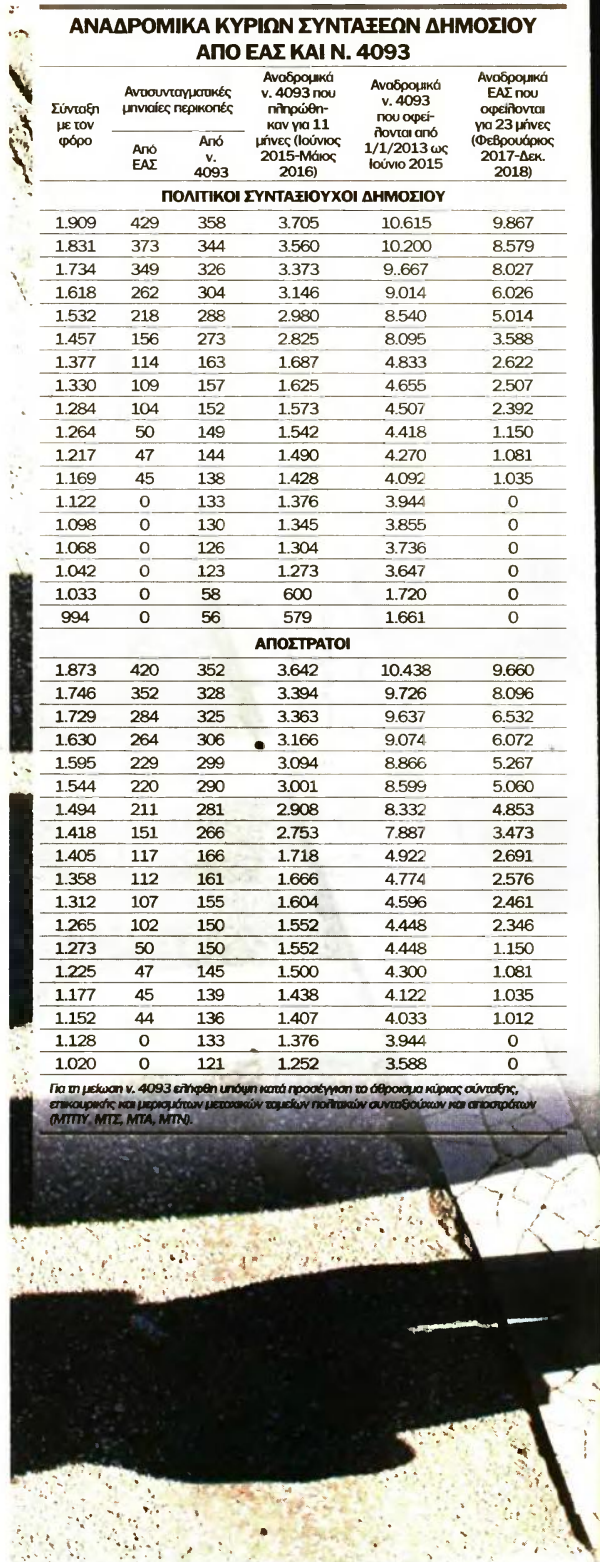 ΑΝΑΔΡΟΜΙΚΑ ΚΥΡΙΩΝ ΣΥΝΤΑΞΕΩΝ ΔΗΜΟΣΙΟΥ
ΑΠΟ ΕΑΣ ΚΑΙ Ν. 4093
Σύνταξη
με τον
φόρο
Αντισυνταγματικές
μηνιαίες περικοπές
Από
ΕΑΣ
Από
ν.
4093
Αναδρομικά
ν. 4093 που
πληρώθη-
καν για 11
μήνες (Ιούνιος
2015-Μάιος
2016)
Αναδρομικά
ν. 4093
που οφεί-
λονται από
1/1/2013 ως
Ιούνιο 2015
Αναδρομικά
ΕΑΣ που
οφείλονται
για 23 μήνες
(Φεβρουάριος
2017-Δεκ.
2018)
ΠΟΛΙΤΙΚΟΙ ΣΥΝΤΑΞΙΟΥΧΟΙ ΔΗΜΟΣΙΟΥ
1.909 429 358 3.705 10.615 9.867
1.831 373 344 3.560 10.200 8.579
1.734 349 326 3.373 9..667 8.027
1.618 262 304 3.146 9.014 6.026
1.532 218 288 2.980 8.540 5.014
1.457 156 273 2.825 8.095 3.588
1.377 114 163 1.687 4.833 2.622
1.330 109 157 1.625 4.655 2.507
1.284 104 152 1.573 4.507 2.392
1.264 50 149 1.542 4.418 1.150
1.217 47 144 1.490 4.270 1.081
1.169 45 138 1.428 4.092 1.035
1.122 0 133 1.376 3.944 0
1.098 0 130 1.345 3.855 0
1.068 0 126 1.304 3.736 0
1.042 0 123 1.273 3.647 0
1.033 0 58 600 1.720 0
994 0 56 579 1.661 0
ΑΠΟΣΤΡΑΤΟΙ
1.873 420 352 3.642 10.438 9.660
1.746 352 328 3.394 9.726 8.096
1.729 284 325 3.363 9.637 6.532
1.630 264 306 3.166 9.074 6.072
1.595 229 299 3.094 8.866 5.267
1.544 220 290 3.001 8.599 5.060
1.494 211 281 2.908 8.332 4.853
1.418 151 266 2.753 7.887 3.473
1.405 117 166 1.718 4.922 2.691
1.358 112 161 1.666 4.774 2.576
1.312 107 155 1.604 4.596 2.461
1.265 102 150 1.552 4.448 2.346
1.273 50 150 1.552 4.448 1.150
1.225 47 145 1.500 4.300 1.081
1.177 45 139 1.438 4.122 1.035
1.152 44 136 1.407 4.033 1.012
1.128 0 133 1.376 3.944 0
1.020 0 121 1.252 3.588 0
Για τη μείωση ν. 4093 ελήφθη υπόψη κατά προσέγγιση το άθροισμα κύριας σύνταξης,
επικουρικής και μερισμάτων μετοχικών ταμείων πολιτικών συνταξιούχων και αποστράτων
(ΜΤΠΥ, ΜΤΣ, ΜΤΑ, ΜΤΝ).